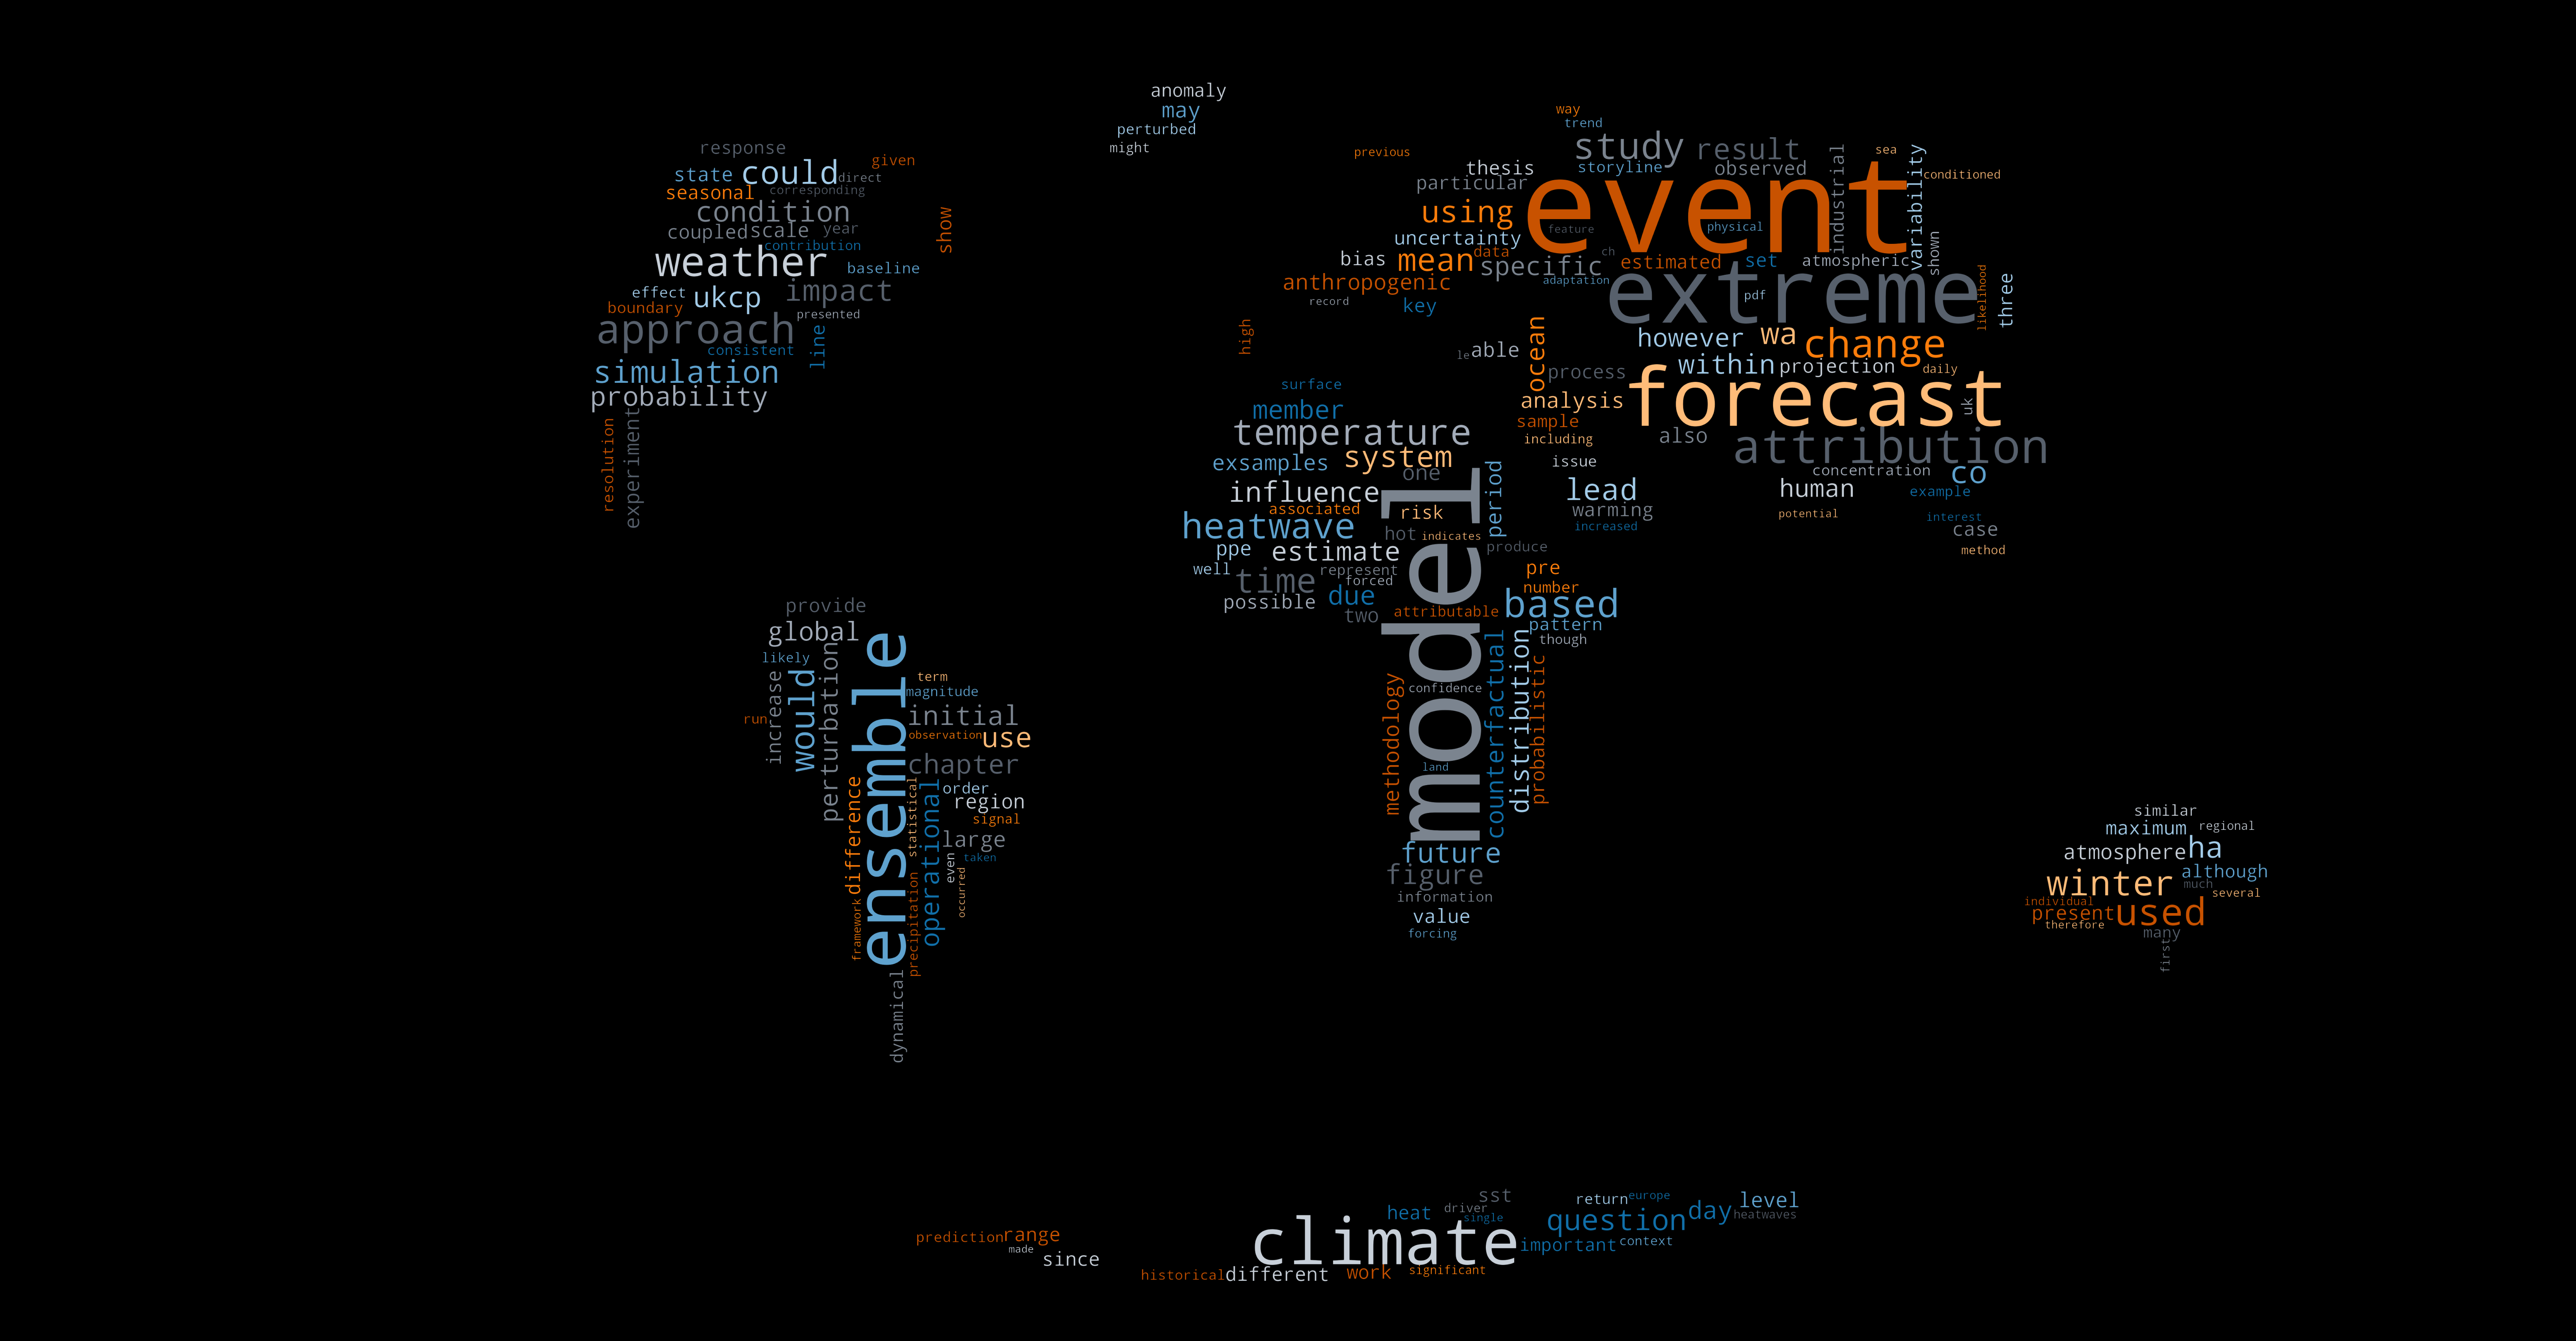 anomaly
may
perturbed
might
response
could
given
state
direct
seasonal
corresponding
condition
show
coupled
scale
year
contribution
weather
baseline
effect
ukcp
impact
boundary
presented
approach
line
consistent
simulation
probability
resolution
experiment
way
trend
previous
study
result
sea
thesis
storyline
observed
industrial
variability
conditioned
particular
event
using
feature
physical
uncertainty
shown
bias
mean
data
specific
ch
estimated
set
atmospheric
anthropogenic
adaptation
extreme
pdf
likelihood
three
record
key
high
ocean
however
wa
change
le
able
within
projection
daily
process
forecast
uk
surface
member
analysis
sample
temperature
including
also
attribution
exsamples
system
issue
concentration
co
one
period
influence
lead
human
example
associated
risk
warming
potential
interest
heatwave
hot
indicates
increased
case
ppe
estimate
produce
method
well
time
represent
forced
pre
possible
due
number
based
two
attributable
pattern
though
model
methodology
confidence
counterfactual
distribution
probabilistic
land
future
figure
information
value
forcing
provide
global
likely
would
perturbation
ensemble
term
increase
magnitude
run
initial
observation
use
chapter
difference
statistical
operational
order
region
signal
large
even
taken
framework
precipitation
occurred
dynamical
similar
maximum
regional
atmosphere
ha
although
winter
much
several
individual
present
used
therefore
many
first
sst
return
europe
level
heat
driver
single
question
day
heatwaves
prediction
range
climate
important
context
made
since
historical
different
work
significant